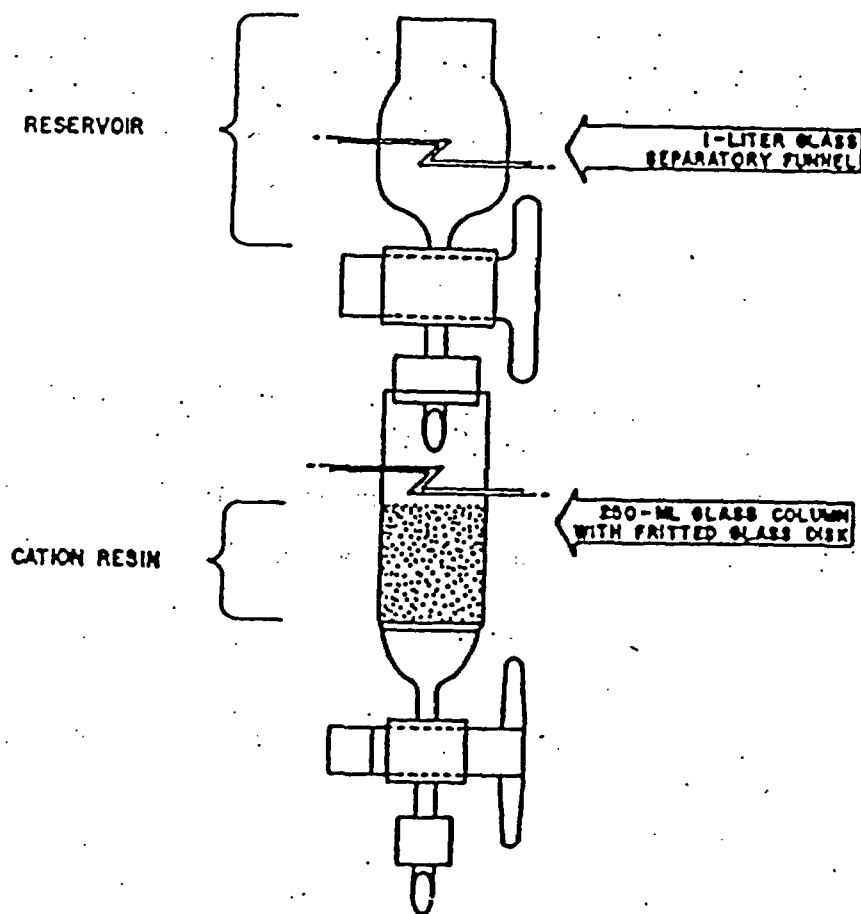 RESERVOIR
1-LITER GLASS
SEPARATORY FUNNEL
250-ML GLASS COLUMN
WITH FRITTED GLASS DISK
CATION RESIN